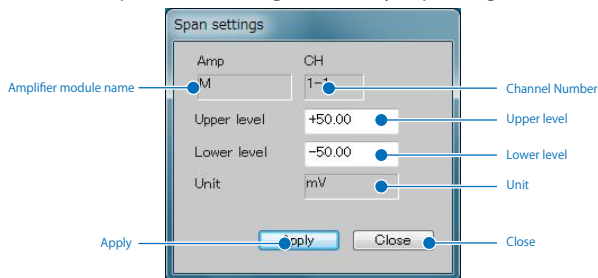 Span settings
Amp CH
Amplifier module name M 1-1 Channel Number
Upper level +50.00 Upper level
Lower level -50.00 Lower level
Unit mV Unit
Apply Apply Close Close